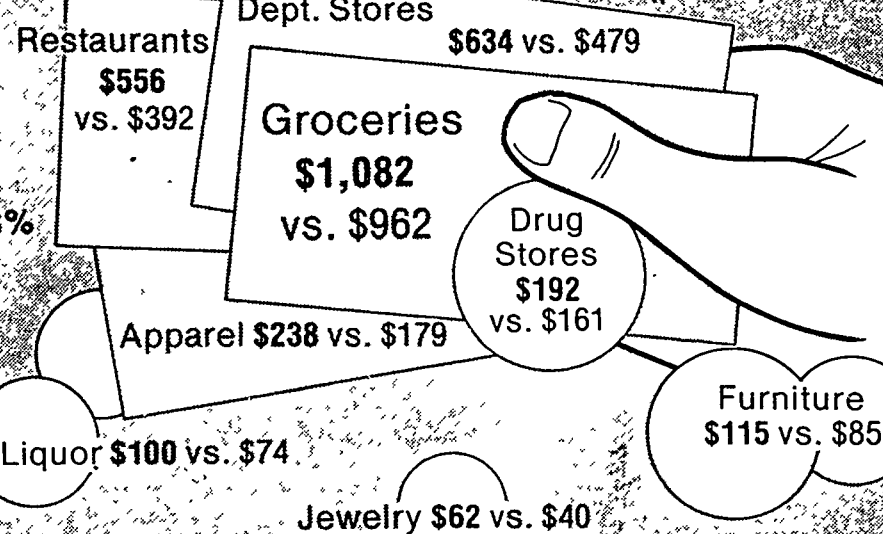 Dept. Stores
$634 vs. $479
Restaurants
$556
vs. $392
Groceries
$1,082
vs. $962
%
Drug
Stores
$192
vs. $161
Apparel $238 vs. $179
Furniture
$115 vs. $85
Liquor $100 vs. $74
Jewelry $62 vs. $40